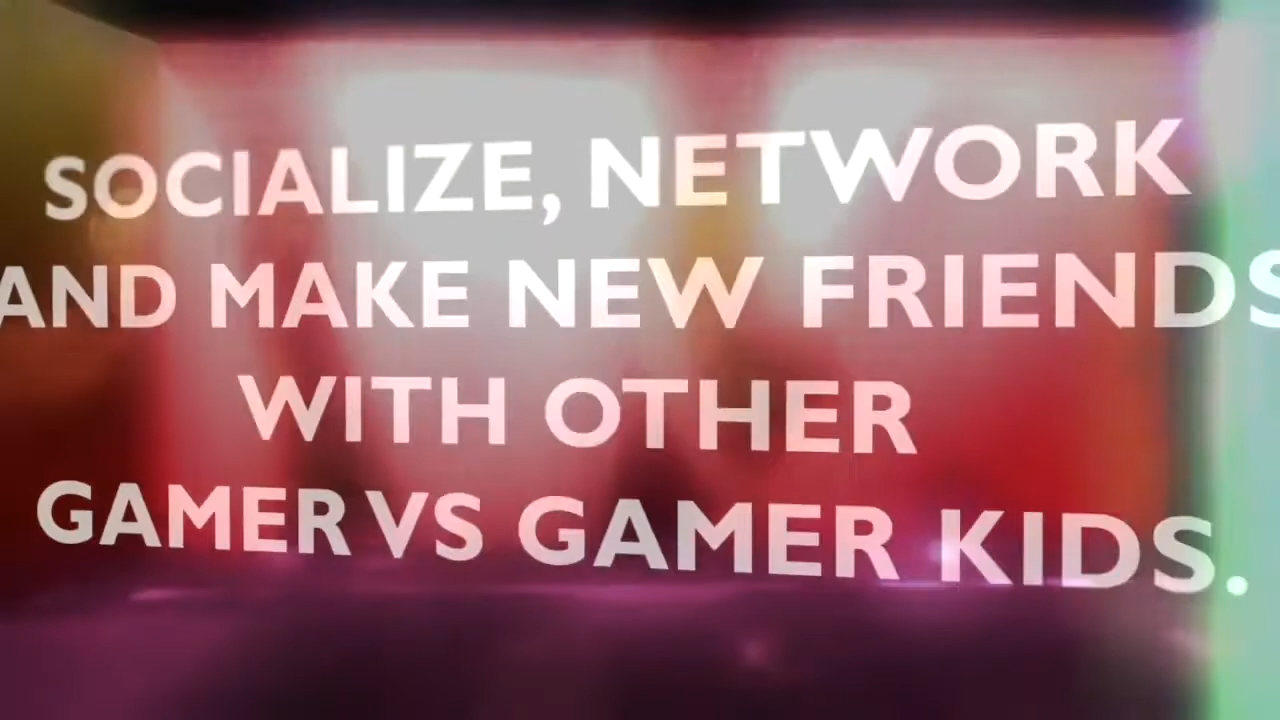 SOCIALIZE, NETWORK
AND MAKE NEW FRIENDS
WITH OTHER
GAMER VS GAMER KIDS.